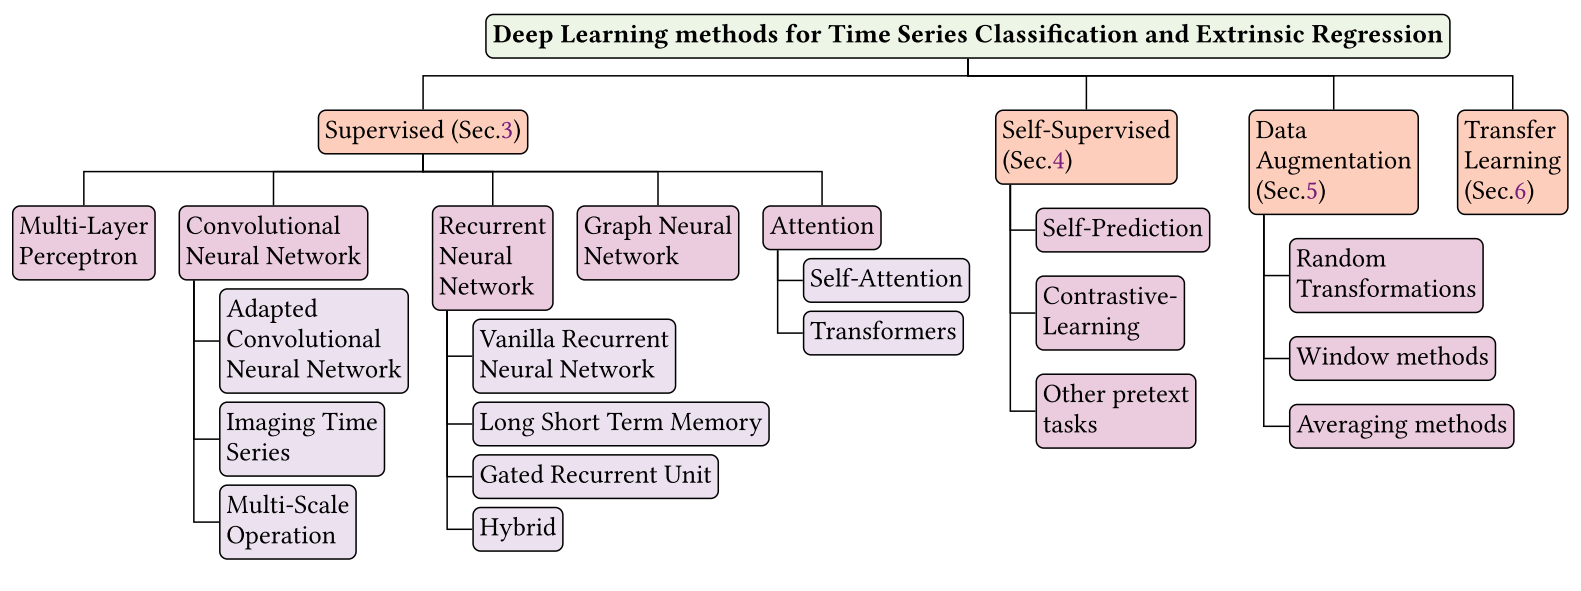 Deep Learning methods for Time Series Classification and Extrinsic Regression
Supervised (Sec.3)
Multi-Layer
Perceptron
Convolutional
Neural Network
Adapted
Convolutional
Neural Network
Imaging Time
Series
Multi-Scale
Operation
Recurrent
Neural
Network
Vanilla Recurrent
Neural Network
Long Short Term Memory
Gated Recurrent Unit
Hybrid
Graph Neural
Network
Attention
Self-Attention
Transformers
Self-Supervised
(Sec.4)
Self-Prediction
Contrastive-
Learning
Other pretext
tasks
Data
Augmentation
(Sec.5)
Random
Transformations
Window methods
Averaging methods
Transfer
Learning
(Sec.6)